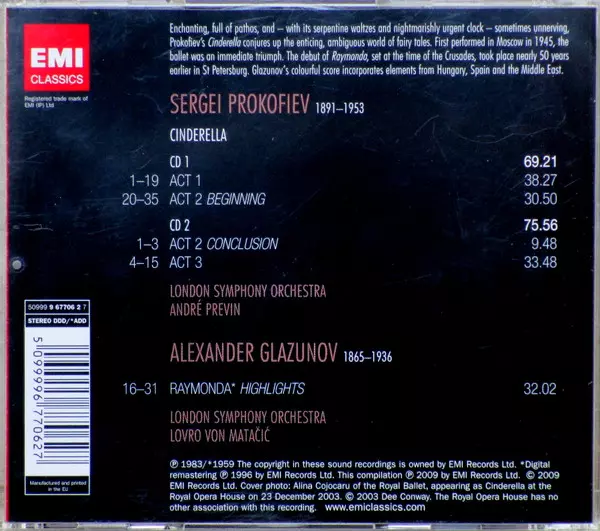 Enchanting, full of pathos, and – with its serpentine waltzes and nightmarishly urgent clock – sometimes unnerving,
Prokofiev's Cinderella conjures up the enticing, ambiguous world of fairy tales. First performed in Moscow in 1945, the
ballet was an immediate triumph. The debut of Raymonda, set at the time of the Crusades, took place nearly 50 years
earlier in St Petersburg. Glazunov's colourful score incorporates elements from Hungary, Spain and the Middle East.
EMI
CLASSICS
Registered trade mark of
EMI (IP) Ltd
SERGEI PROKOFIEV 1891–1953
CINDERELLA
CD 1 69.21
1–19 ACT 1 38.27
20–35 ACT 2 BEGINNING 30.50
CD 2 75.56
1–3 ACT 2 CONCLUSION 9.48
4–15 ACT 3 33.48
LONDON SYMPHONY ORCHESTRA
ANDRÉ PREVIN
ALEXANDER GLAZUNOV 1865–1936
16–31 RAYMONDA* HIGHLIGHTS 32.02
LONDON SYMPHONY ORCHESTRA
LOVRO VON MATAČIĆ
50999 9 67706 2 7
STEREO DDD/*ADD
5 099996 770627
Manufactured and printed
in the EU
℗ 1983/*1959 The copyright in these sound recordings is owned by EMI Records Ltd. *Digital
remastering ℗ 1996 by EMI Records Ltd. This compilation ℗ 2009 by EMI Records Ltd. © 2009
EMI Records Ltd. Cover photo: Alina Cojocaru of the Royal Ballet, appearing as Cinderella at the
Royal Opera House on 23 December 2003. © 2003 Dee Conway. The Royal Opera House has no
other connection with this product. www.emiclassics.com